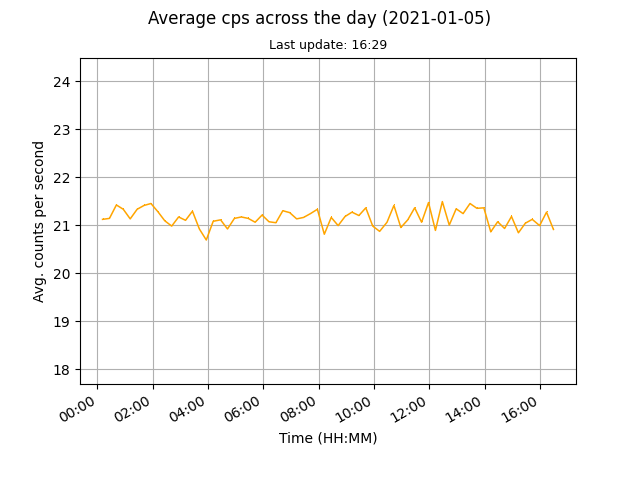 Average cps across the day (2021-01-05)
Last update: 16:29
24
23
22
21
20
19
18
Avg. counts per second
00:00 02:00 04:00 06:00 08:00 10:00 12:00 14:00 16:00
Time (HH:MM)